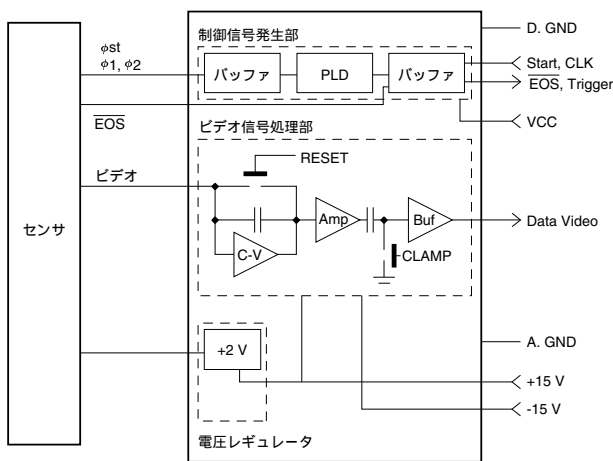 制御信号発生部
D. GND
φst
φ1, φ2
バッファ
PLD
バッファ
Start, CLK
EOS, Trigger
EOS
VCC
ビデオ信号処理部
RESET
ビデオ
センサ
Amp
Buf
Data Video
C-V
CLAMP
+2 V
A. GND
+15 V
-15 V
電圧レギュレータ